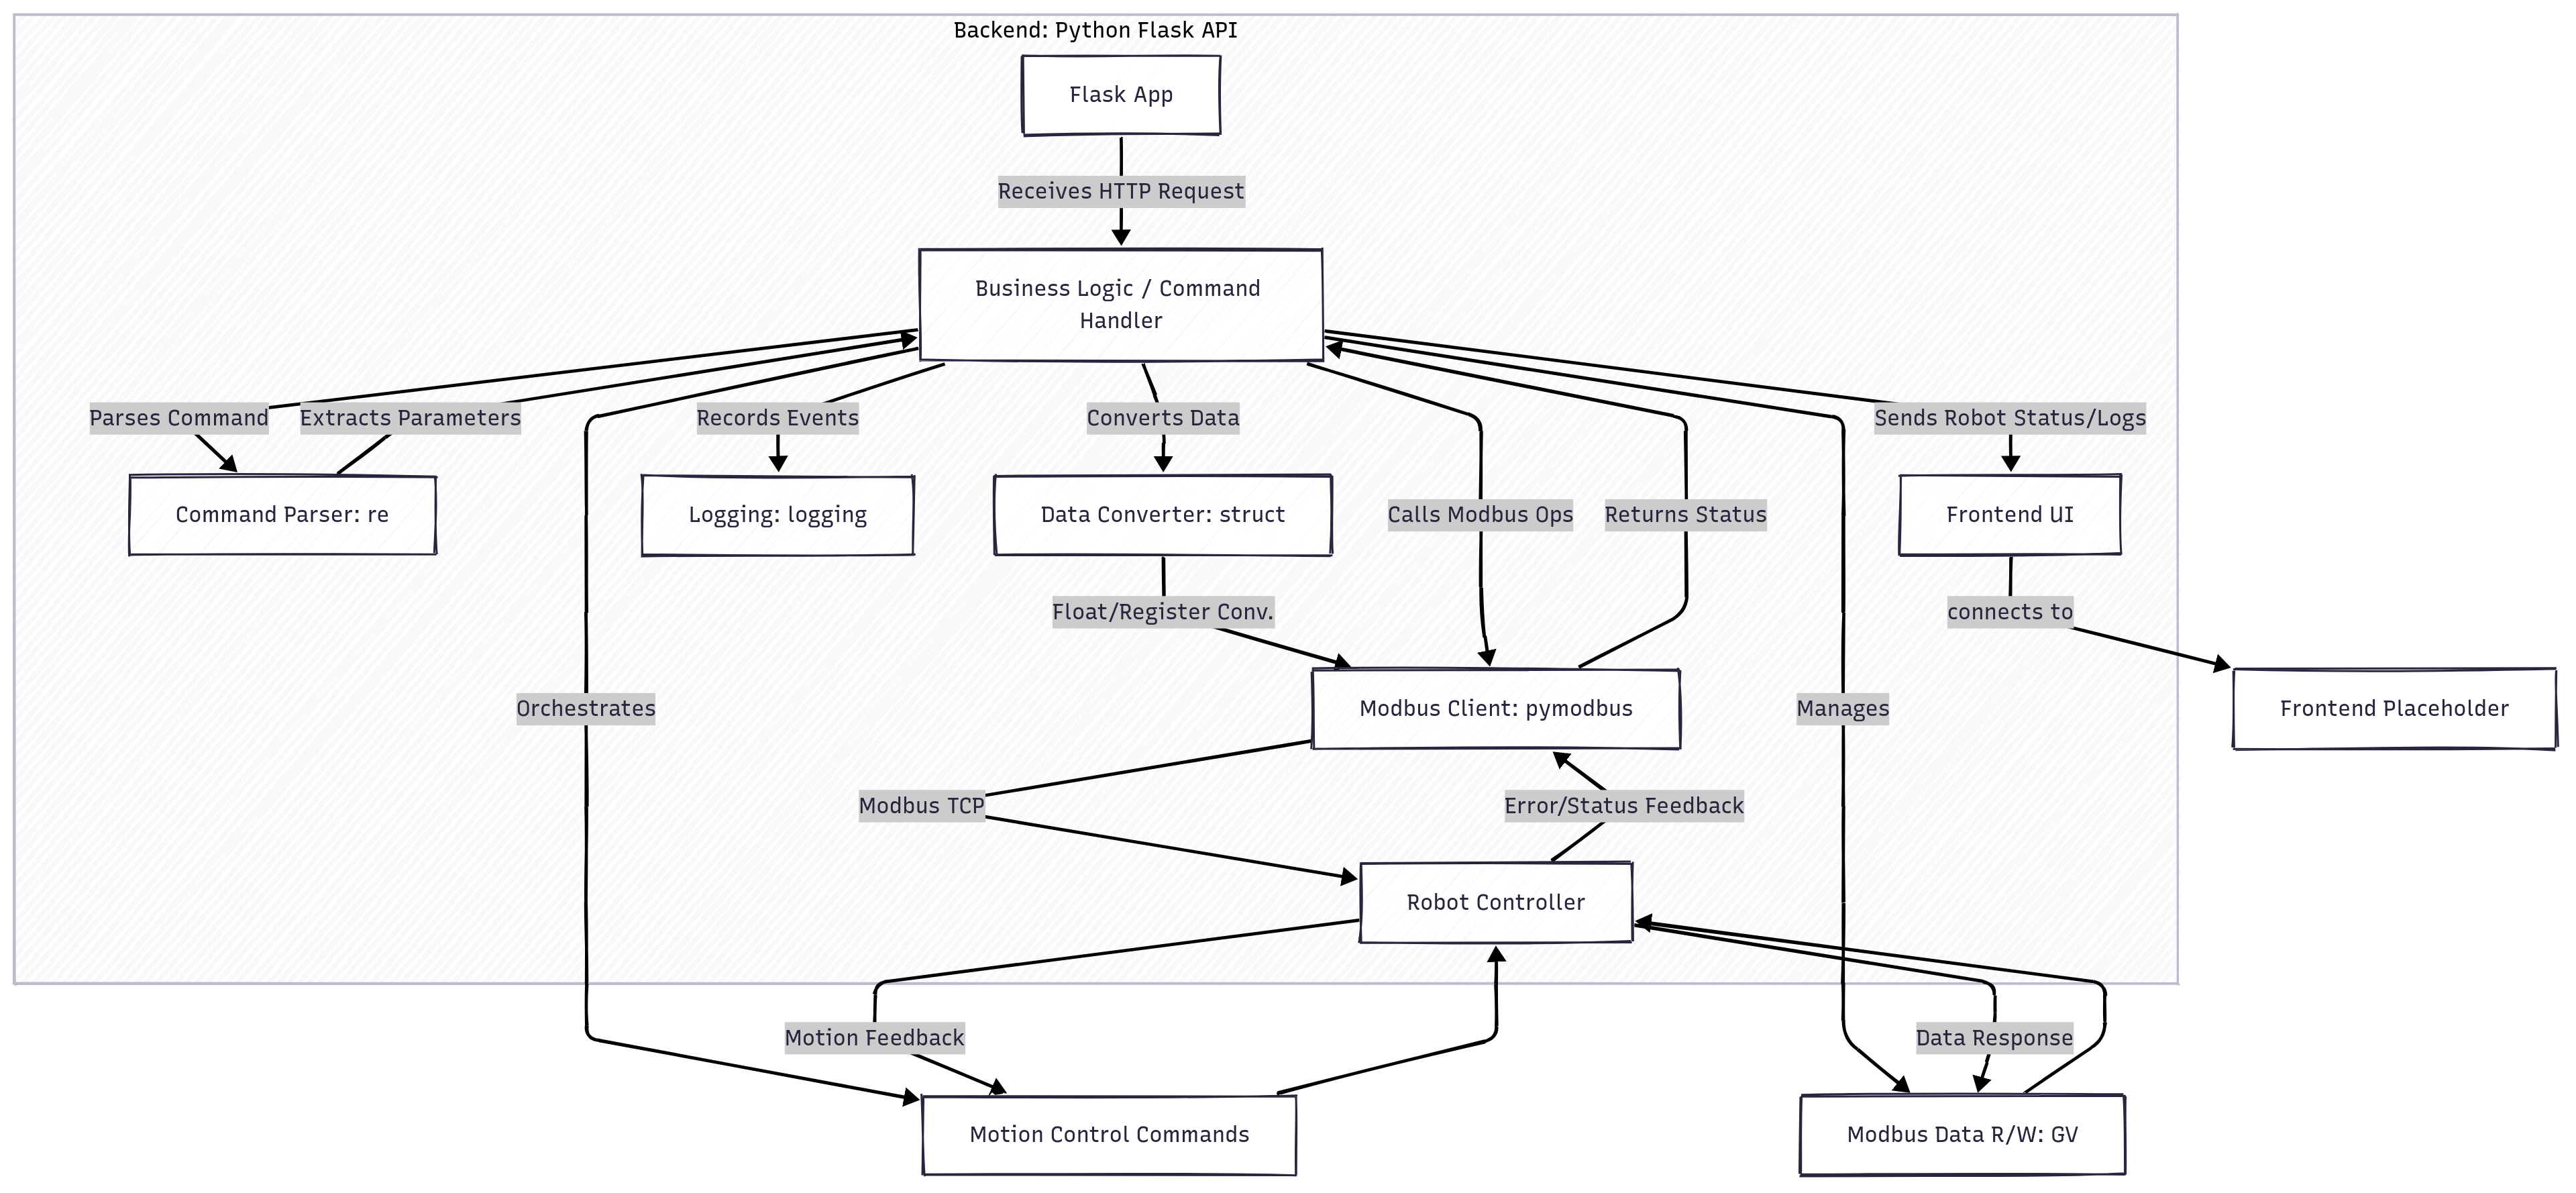 Backend: Python Flask API
Flask App
Receives HTTP Request
Business Logic / Command
Handler
Parses Command
Extracts Parameters
Records Events
Converts Data
Sends Robot Status/Logs
Command Parser: re
Logging: logging
Data Converter: struct
Calls Modbus Ops
Returns Status
Frontend UI
Float/Register Conv.
connects to
Orchestrates
Modbus Client: pymodbus
Manages
Frontend Placeholder
Modbus TCP
Error/Status Feedback
Robot Controller
Motion Feedback
Data Response
Motion Control Commands
Modbus Data R/W: GV